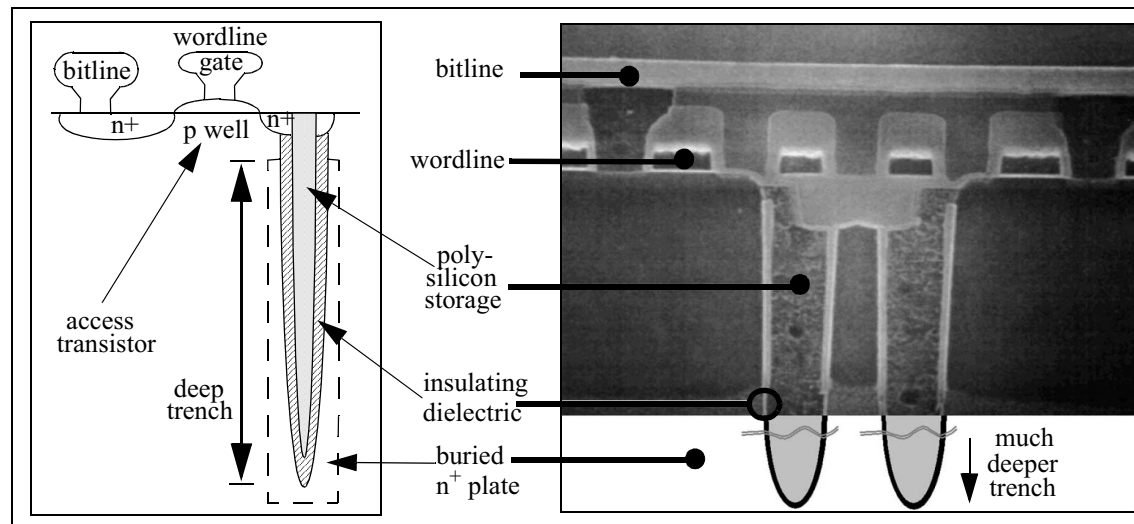 wordline
gate
bitline
n+
n+
p well
access
transistor
deep
trench
bitline
wordline
poly-
silicon
storage
insulating
dielectric
buried
n+ plate
much
deeper
trench